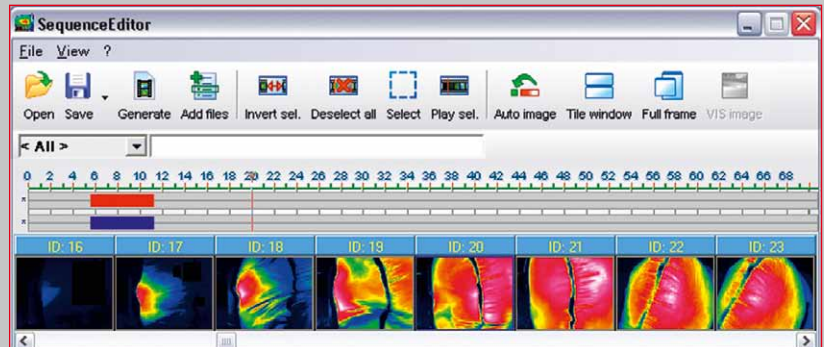 SequenceEditor
File View ?
Open Save Generate Add files Invert sel. Deselect all Select Play sel. Auto image Tile window Full frame VIS image
< All >
0 2 4 6 8 10 12 14 16 18 20 22 24 26 28 30 32 34 36 38 40 42 44 46 48 50 52 54 56 58 60 62 64 66 68
ID: 16 ID: 17 ID: 18 ID: 19 ID: 20 ID: 21 ID: 22 ID: 23